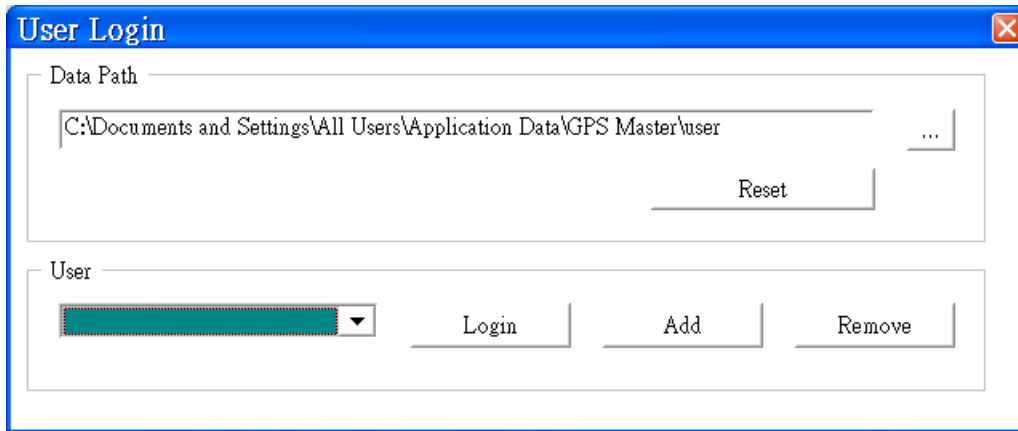 User Login
Data Path
C:\Documents and Settings\All Users\Application Data\GPS Master\user
...
Reset
User
Login Add Remove